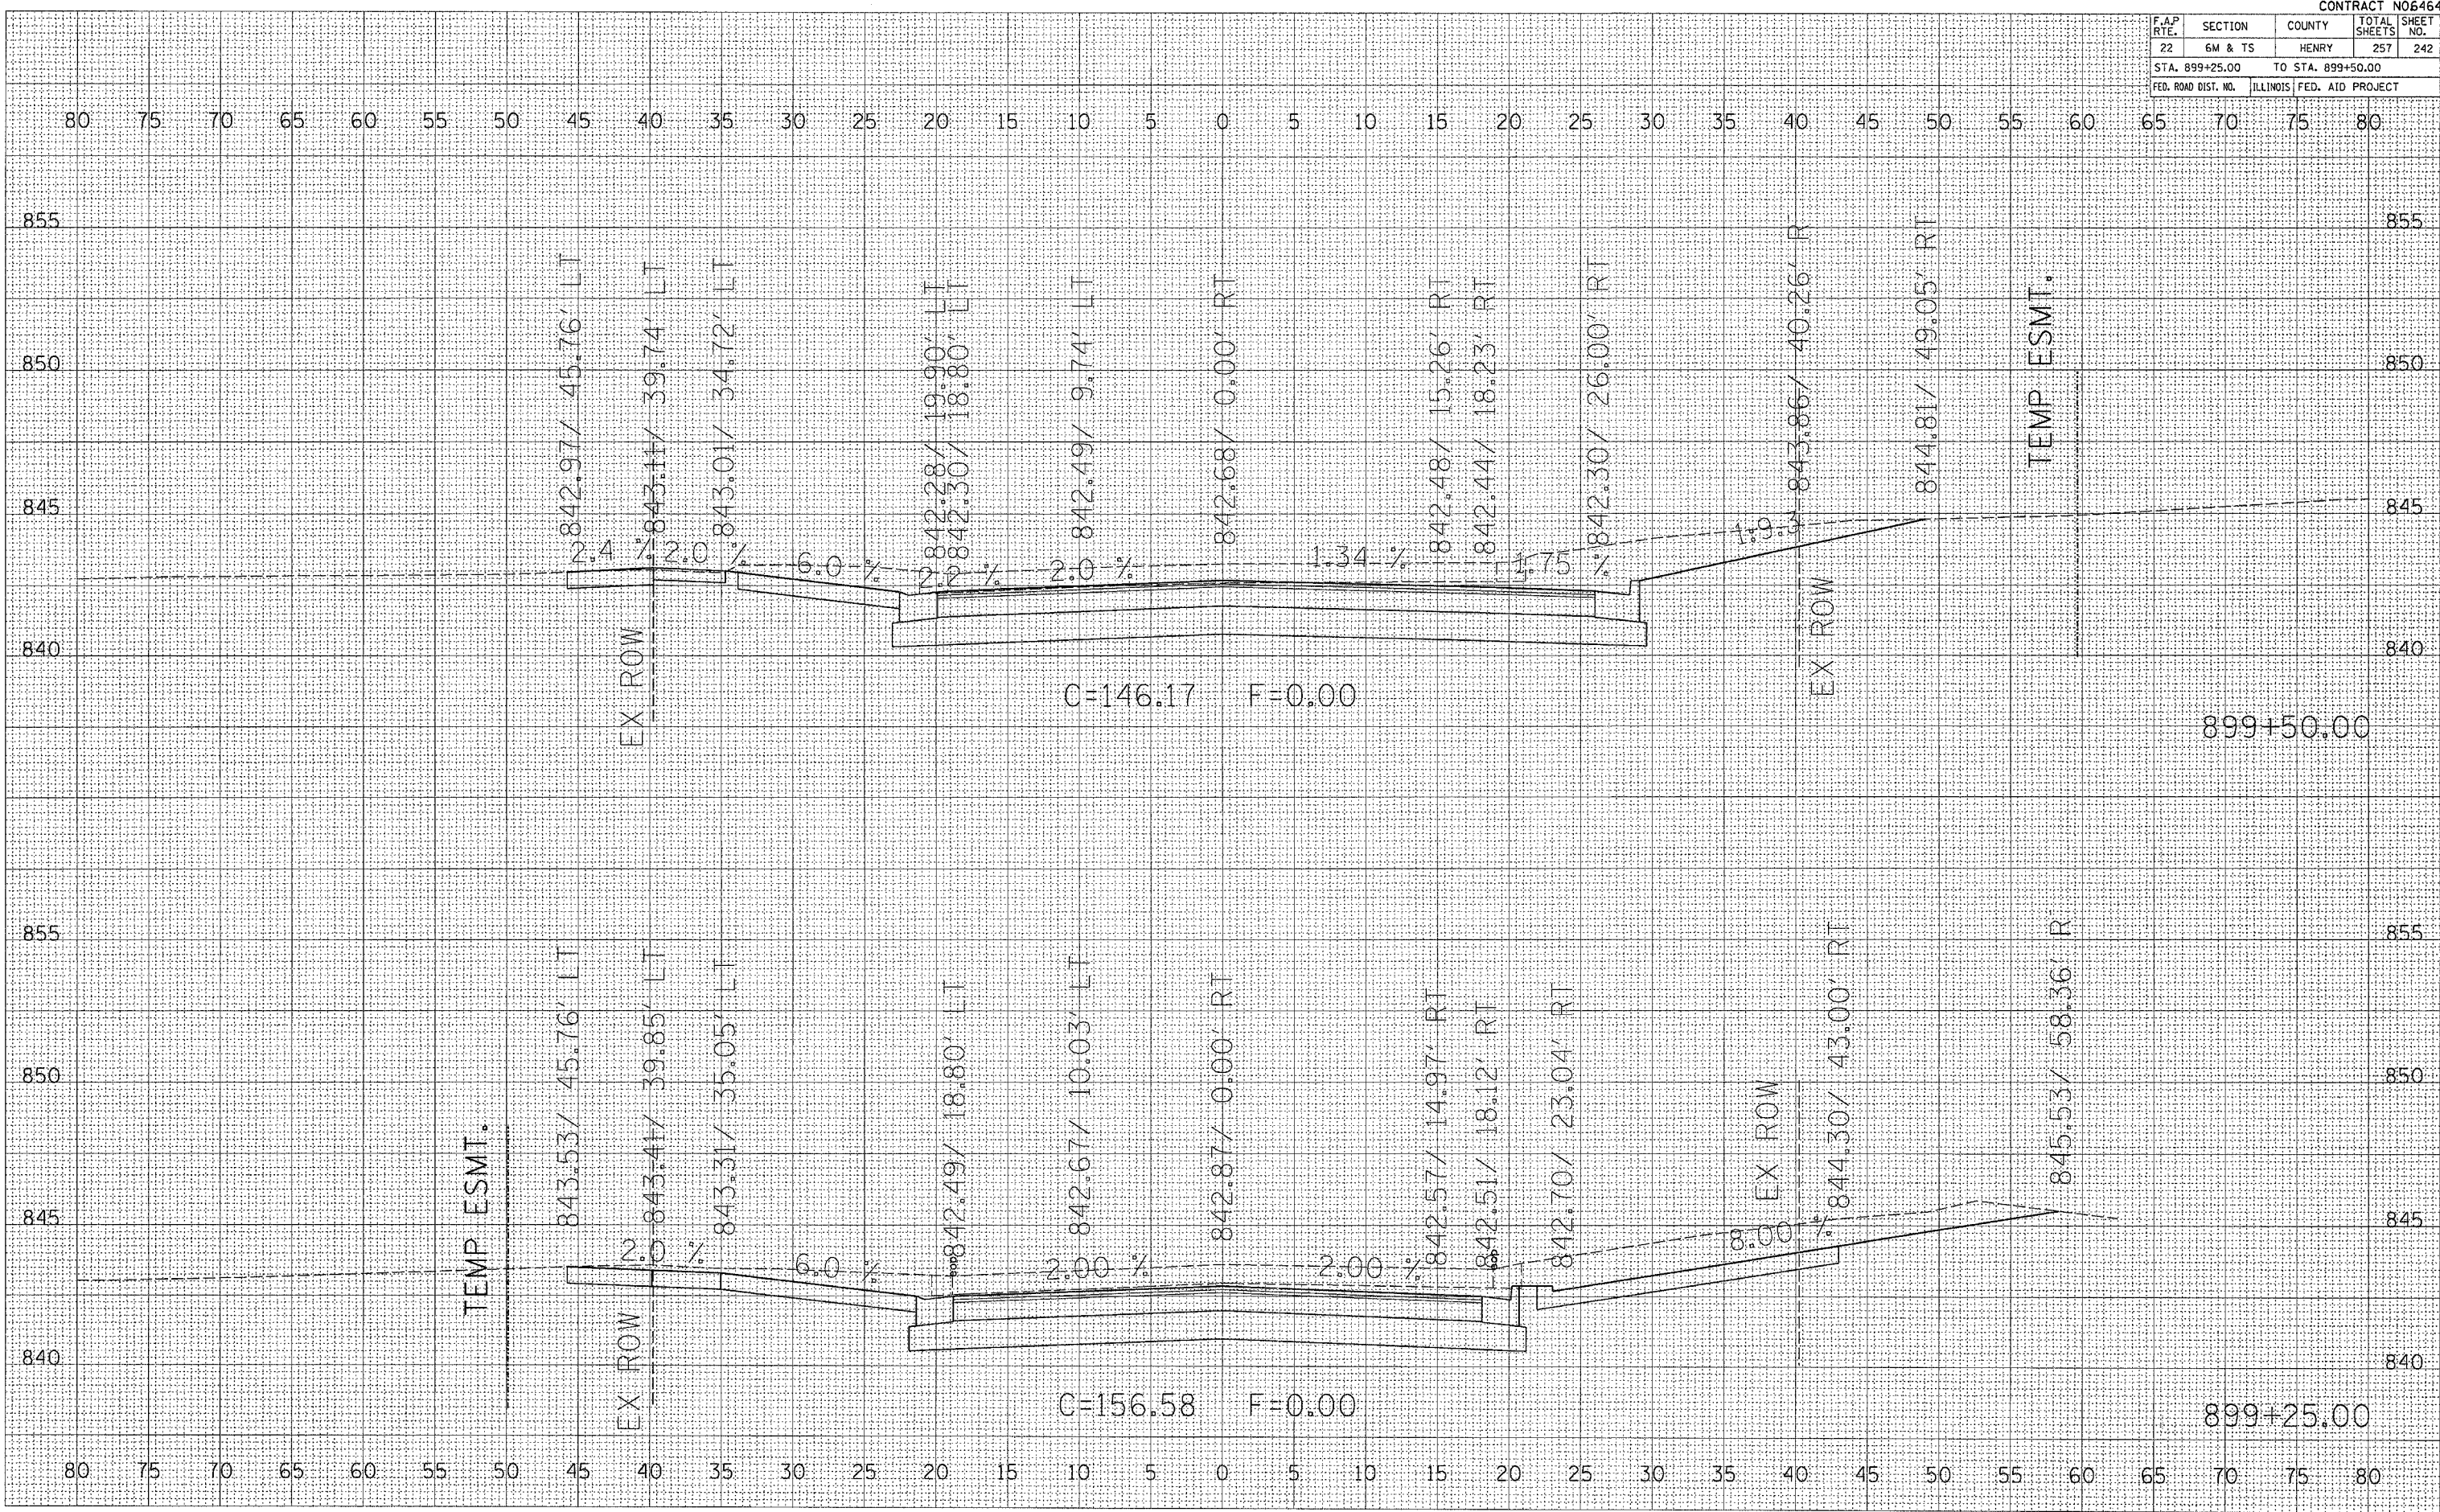 CONTRACT NO.6464
F.A.P RTE. SECTION COUNTY TOTAL SHEETS SHEET NO.
22 6M & TS HENRY 257 242
STA. 899+25.00 TO STA. 899+50.00
FED. ROAD DIST. NO. ILLINOIS FED. AID PROJECT
80 75 70 65 60 55 50 45 40 35 30 25 20 15 10 5 0 5 10 15 20 25 30 35 40 45 50 55 60 65 70 75 80
855 855
850 850
845 845
840 840
842.97/ 45.76' LT
843.11/ 39.74' LT
843.01/ 34.72' LT
842.28/ 19.90' LT
842.30/ 18.80' LT
842.49/ 9.74' LT
842.68/ 0.00' RT
842.48/ 15.26' RT
842.44/ 18.23' RT
842.30/ 26.00' RT
843.86/ 40.26' R
844.81/ 49.05' RT
TEMP ESMT.
2.4 % 2.0 % 6.0 % 2.2 % 2.0 % 1.34 % 1.75 % 1:9.3
EX ROW
EX ROW
C=146.17 F=0.00
899+50.00
855 855
850 850
845 845
840 840
TEMP ESMT.
843.53/ 45.76' LT
843.41/ 39.85' LT
843.31/ 35.05' LT
842.49/ 18.80' LT
842.67/ 10.03' LT
842.87/ 0.00' RT
842.57/ 14.97' RT
842.51/ 18.12' RT
842.70/ 23.04' RT
EX ROW
844.30/ 43.00' RT
845.53/ 58.36' R
2.0 % 6.0 % 2.00 % 2.00 % 8.00 %
EX ROW
C=156.58 F=0.00
899+25.00
80 75 70 65 60 55 50 45 40 35 30 25 20 15 10 5 0 5 10 15 20 25 30 35 40 45 50 55 60 65 70 75 80